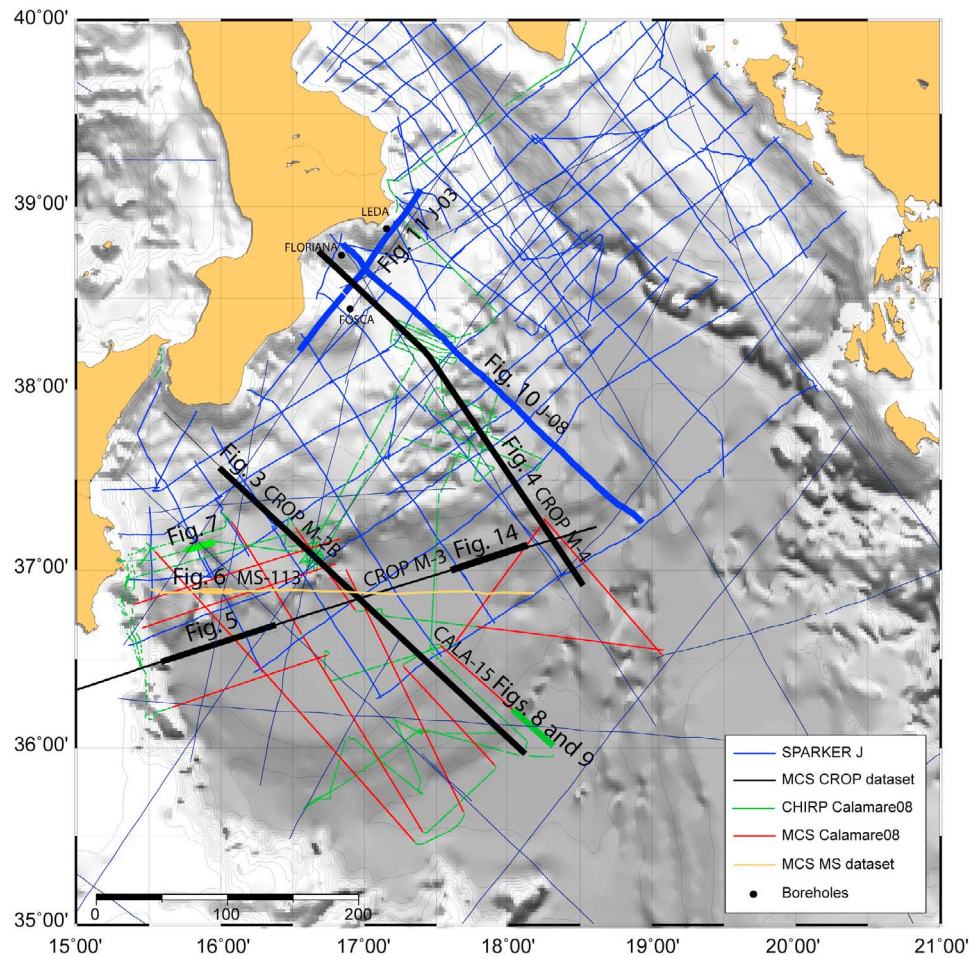 40°00'
39°00'
38°00'
37°00'
36°00'
35°00'
15°00'
16°00'
17°00'
18°00'
19°00'
20°00'
21°00'
LEDA
FLORIANA
FOSCA
Fig. 11 J-03
Fig. 10 J-08
Fig. 3 CROP M-2B
Fig. 4 CROP M-4
Fig. 7
Fig. 6 MS-113
CROP M-3 Fig. 14
Fig. 5
CALA-15 Figs. 8 and 9
0 100 200
SPARKER J
MCS CROP dataset
CHIRP Calamare08
MCS Calamare08
MCS MS dataset
Boreholes